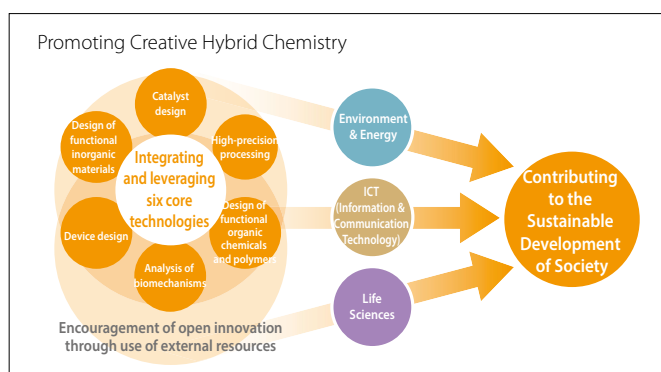 Promoting Creative Hybrid Chemistry
Catalyst
design
Design of
functional
inorganic
materials
High-precision
processing
Integrating
and leveraging
six core
technologies
Device design
Design of
functional
organic
chemicals
and polymers
Analysis of
biomechanisms
Encouragement of open innovation
through use of external resources
Environment
& Energy
ICT
(Information &
Communication
Technology)
Life
Sciences
Contributing
to the
Sustainable
Development
of Society